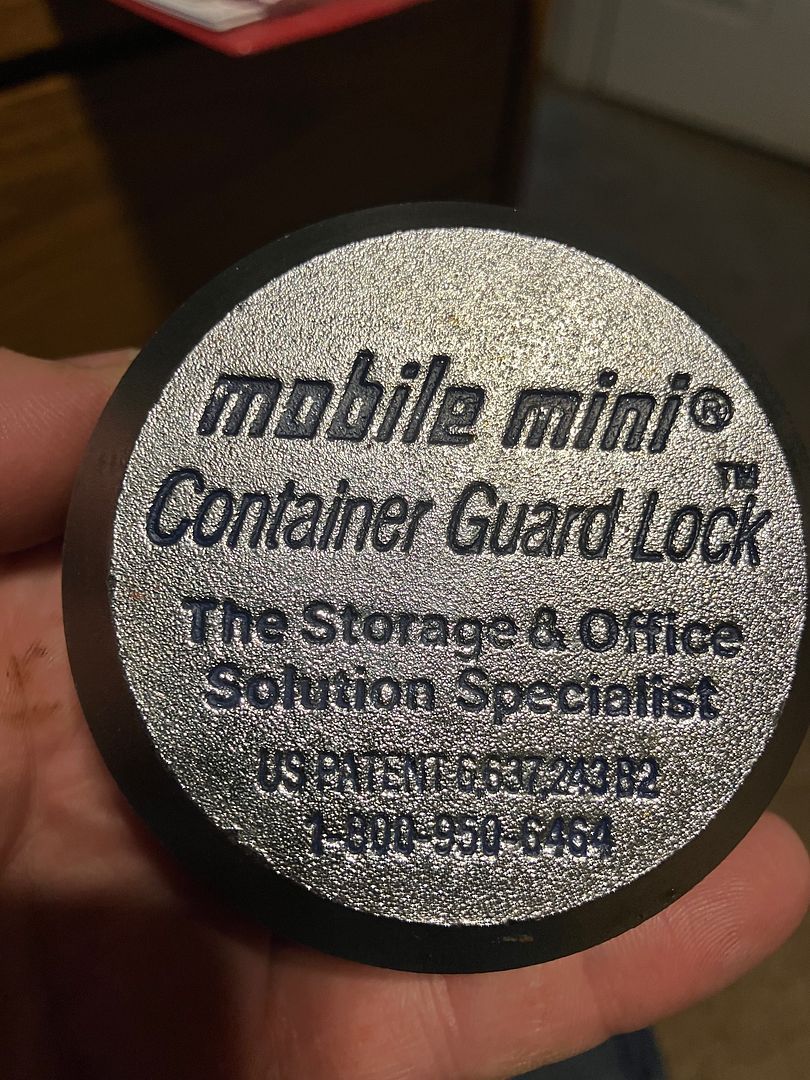 mobile mini®
Container Guard Lock™
The Storage & Office
Solution Specialist
US PATENT 6,637,243 B2
1-800-950-6464